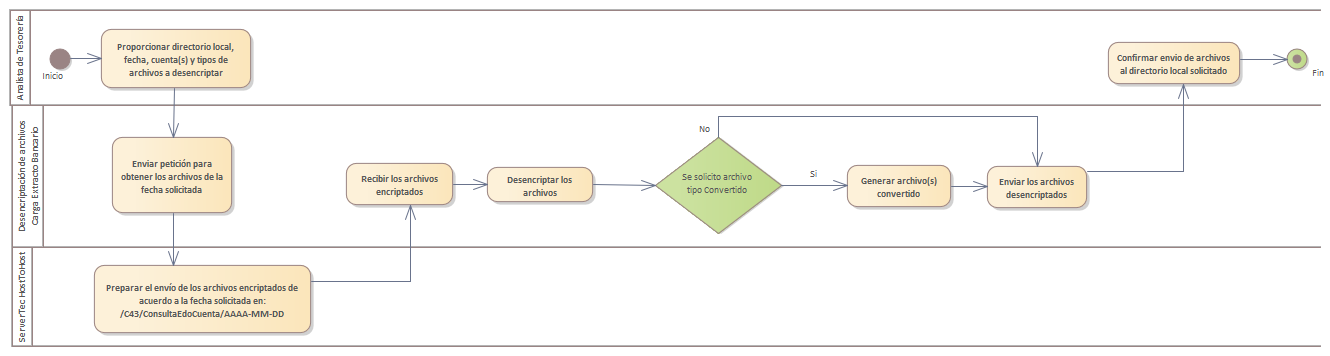 Analista de Tesorería
Inicio
Proporcionar directorio local,
fecha, cuenta(s) y tipos de
archivos a desencriptar
Confirmar envio de archivos
al directorio local solicitado
Fin
Desencriptación de archivos
Carga Extracto Bancario
Enviar petición para
obtener los archivos de la
fecha solicitada
Recibir los archivos
encriptados
Desencriptar los
archivos
No
Se solicito archivo
tipo Convertido
Sí
Generar archivo(s)
convertido
Enviar los archivos
desencriptados
ServerTec HostToHost
Preparar el envío de los archivos encriptados de
acuerdo a la fecha solicitada en:
/C43/ConsultaEdoCuenta/AAAA-MM-DD